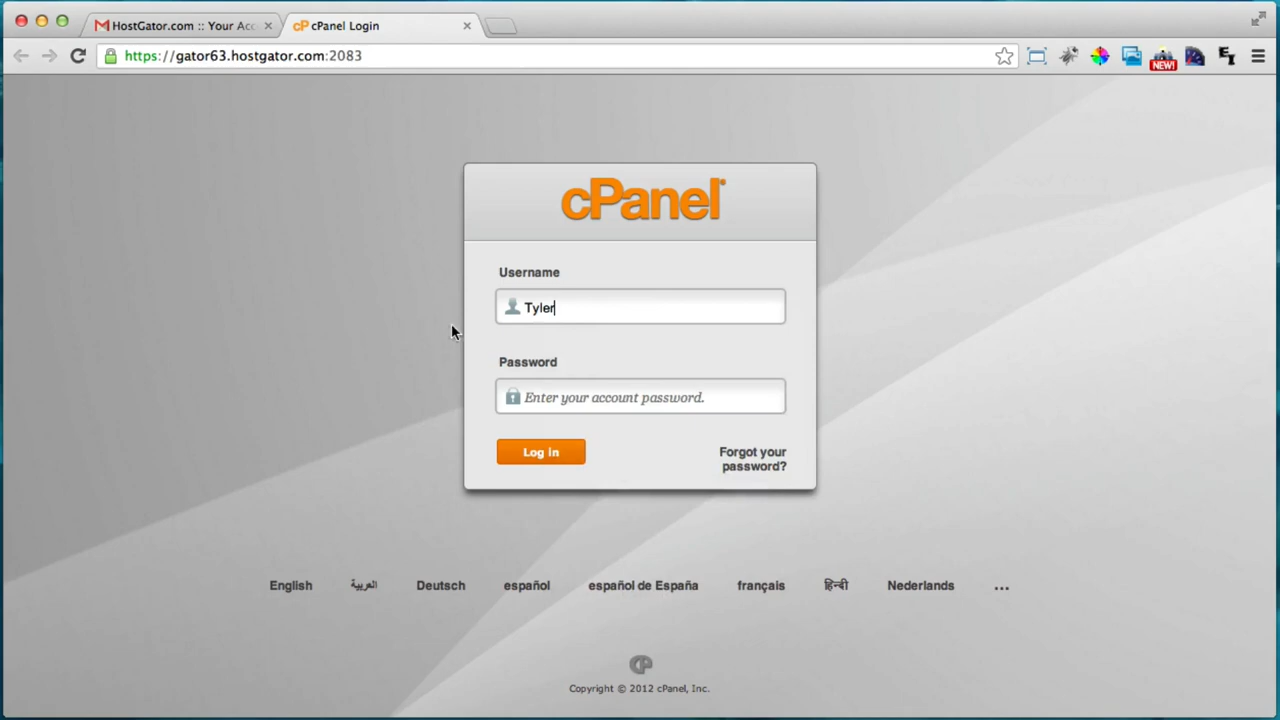 HostGator.com :: Your Acc
cP cPanel Login
https://gator63.hostgator.com:2083
NEW!
cPanel®
Username
Tyler
Password
Enter your account password.
Log in
Forgot your
password?
English العربية Deutsch español español de España français हिन्दी Nederlands ...
cP
Copyright © 2012 cPanel, Inc.